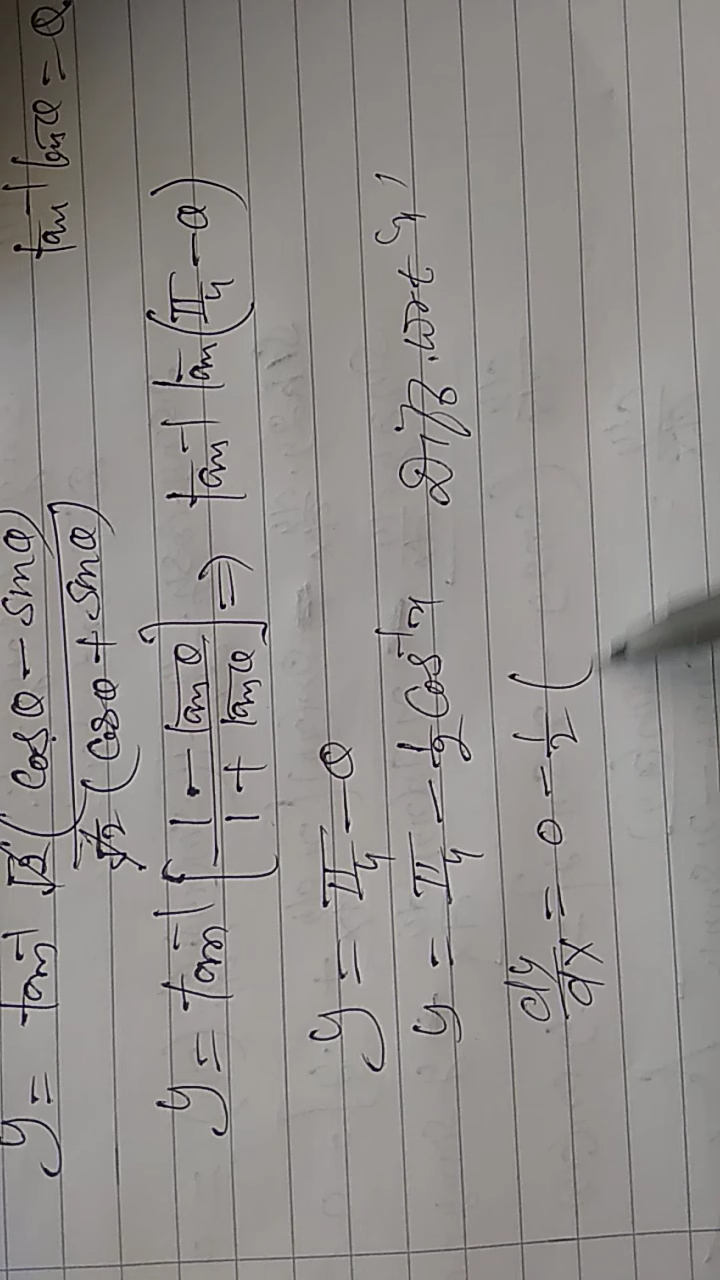 y = tan⁻¹ √2 (cosθ − sinθ) / √2 (cosθ + sinθ) tan⁻¹ tanθ = θ
y = tan⁻¹ [ (1 − tanθ) / (1 + tanθ) ] ⇒ tan⁻¹ tan (π/4 − θ)
y = π/4 − θ
y = π/4 − 1/2 cos⁻¹x Diff. w.r.t 'x'
dy/dx = 0 − 1/2 (